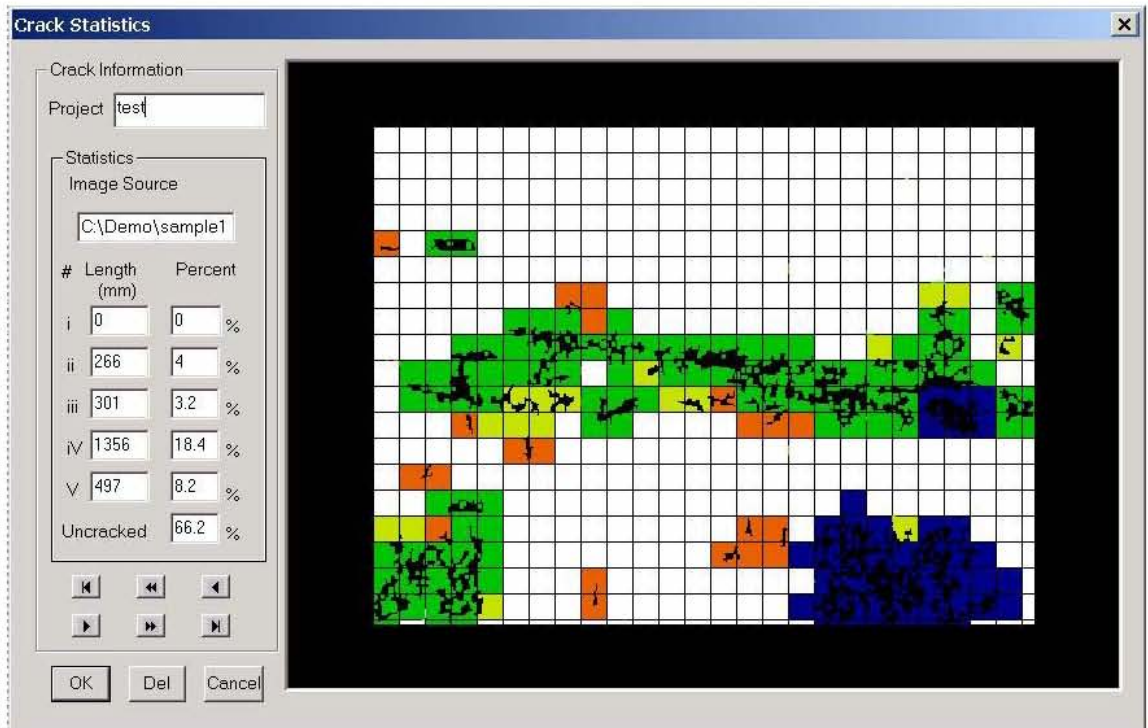 Crack Statistics
Crack Information
Project test
Statistics
Image Source
C:\Demo\sample1
# Length Percent
(mm)
i 0 0 %
ii 266 4 %
iii 301 3.2 %
iV 1356 18.4 %
V 497 8.2 %
Uncracked 66.2 %
OK Del Cancel